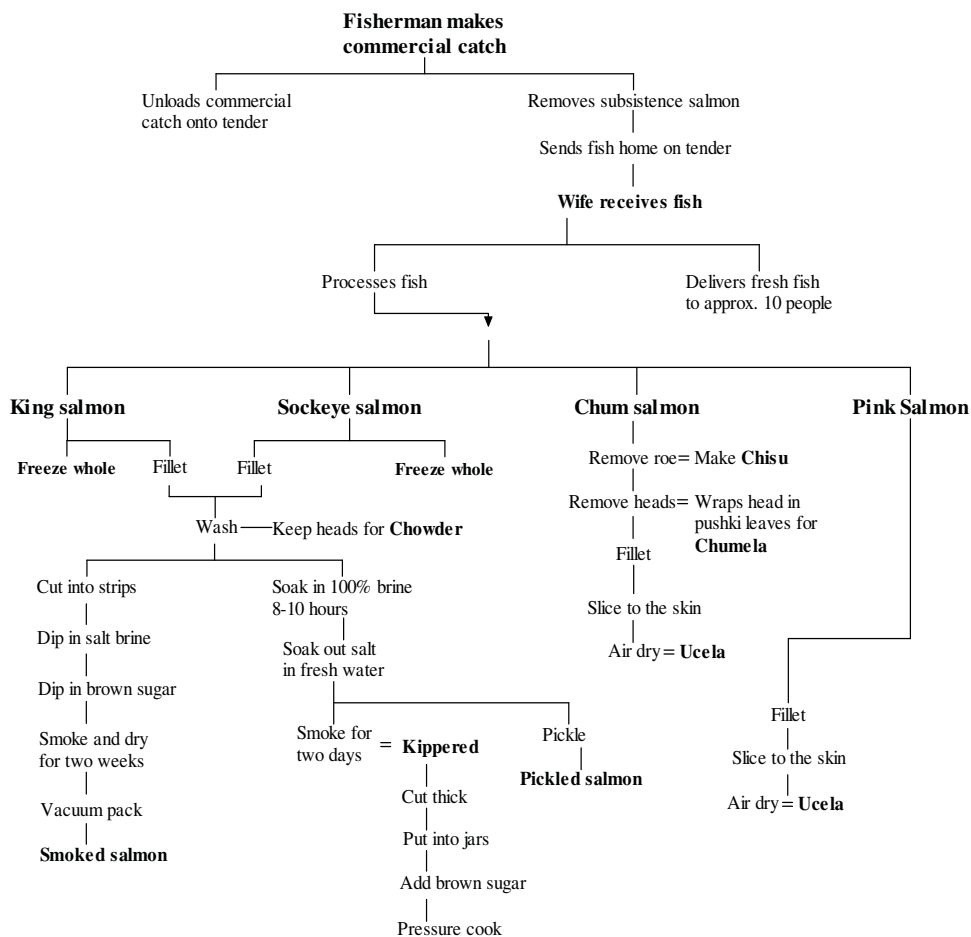 Fisherman makes
commercial catch
Unloads commercial
catch onto tender
Removes subsistence salmon
Sends fish home on tender
Wife receives fish
Processes fish
Delivers fresh fish
to approx. 10 people
King salmon
Sockeye salmon
Chum salmon
Pink Salmon
Freeze whole
Fillet
Fillet
Freeze whole
Wash
Keep heads for Chowder
Cut into strips
Dip in salt brine
Dip in brown sugar
Smoke and dry
for two weeks
Vacuum pack
Smoked salmon
Soak in 100% brine
8-10 hours
Soak out salt
in fresh water
Smoke for
two days
= Kippered
Cut thick
Put into jars
Add brown sugar
Pressure cook
Pickle
Pickled salmon
Remove roe= Make Chisu
Remove heads= Wraps head in
pushki leaves for
Chumela
Fillet
Slice to the skin
Air dry= Ucela
Fillet
Slice to the skin
Air dry= Ucela